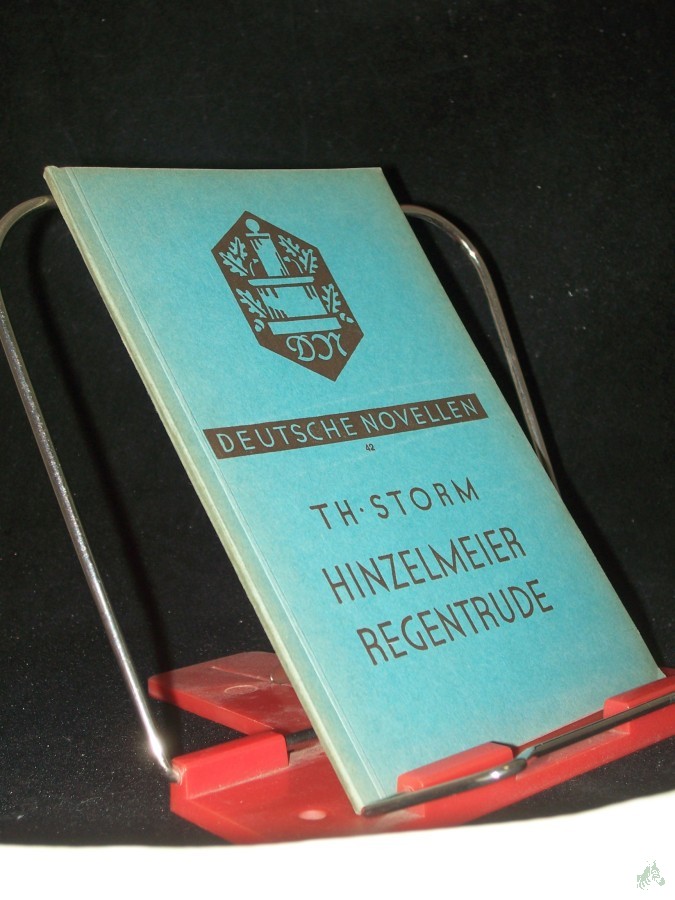 DN
DEUTSCHE NOVELLEN
42
TH·STORM
HINZELMEIER
REGENTRUDE